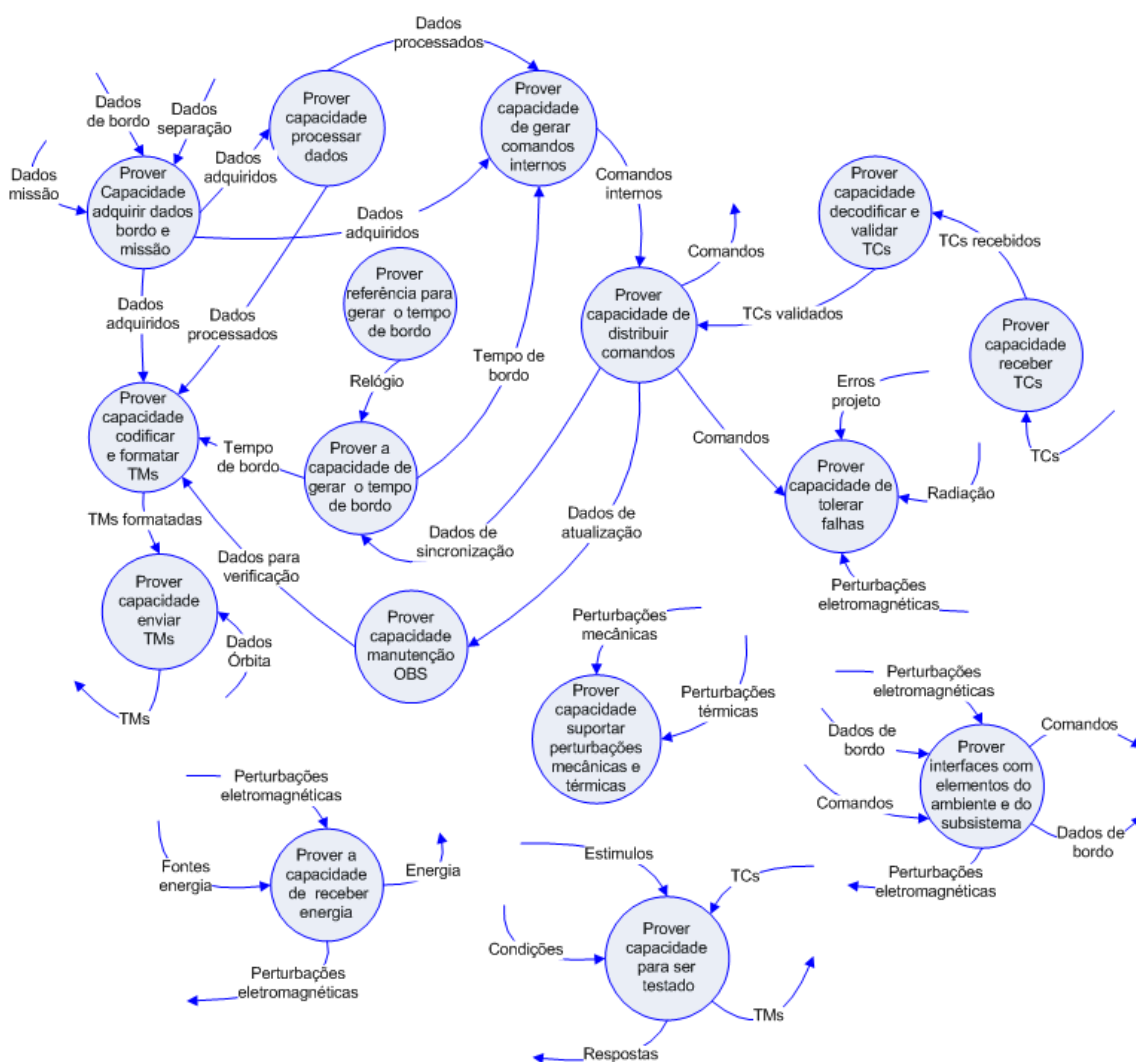 Dados
processados
Dados
de bordo
Dados
separação
Prover
capacidade
processar
dados
Prover
capacidade
de gerar
comandos
internos
Dados
missão
Prover
Capacidade
adquirir dados
bordo e
missão
Dados
adquiridos
Comandos
internos
Prover
capacidade
decodificar e
validar
TCs
Dados
adquiridos
TCs recebidos
Comandos
Prover
referência para
gerar o tempo
de bordo
Prover
capacidade de
distribuir
comandos
TCs validados
Prover
capacidade
receber
TCs
Dados
adquiridos
Dados
processados
Tempo de
bordo
Relógio
Erros
projeto
Prover
capacidade
codificar
e formatar
TMs
Tempo
de bordo
Prover a
capacidade de
gerar o tempo
de bordo
Comandos
TCs
Prover
capacidade de
tolerar
falhas
Radiação
TMs formatadas
Dados de
sincronização
Dados de
atualização
Dados para
verificação
Prover
capacidade
enviar
TMs
Dados
Órbita
TMs
Prover
capacidade
manutenção
OBS
Perturbações
eletromagnéticas
Perturbações
mecânicas
Perturbações
térmicas
Prover
capacidade
suportar
perturbações
mecânicas e
térmicas
Perturbações
eletromagnéticas
Dados de
bordo
Comandos
Prover
interfaces com
elementos do
ambiente e do
subsistema
Comandos
Dados de
bordo
Perturbações
eletromagnéticas
Perturbações
eletromagnéticas
Fontes
energia
Prover a
capacidade
de receber
energia
Energia
Perturbações
eletromagnéticas
Estimulos
TCs
Condições
Prover
capacidade
para ser
testado
TMs
Respostas